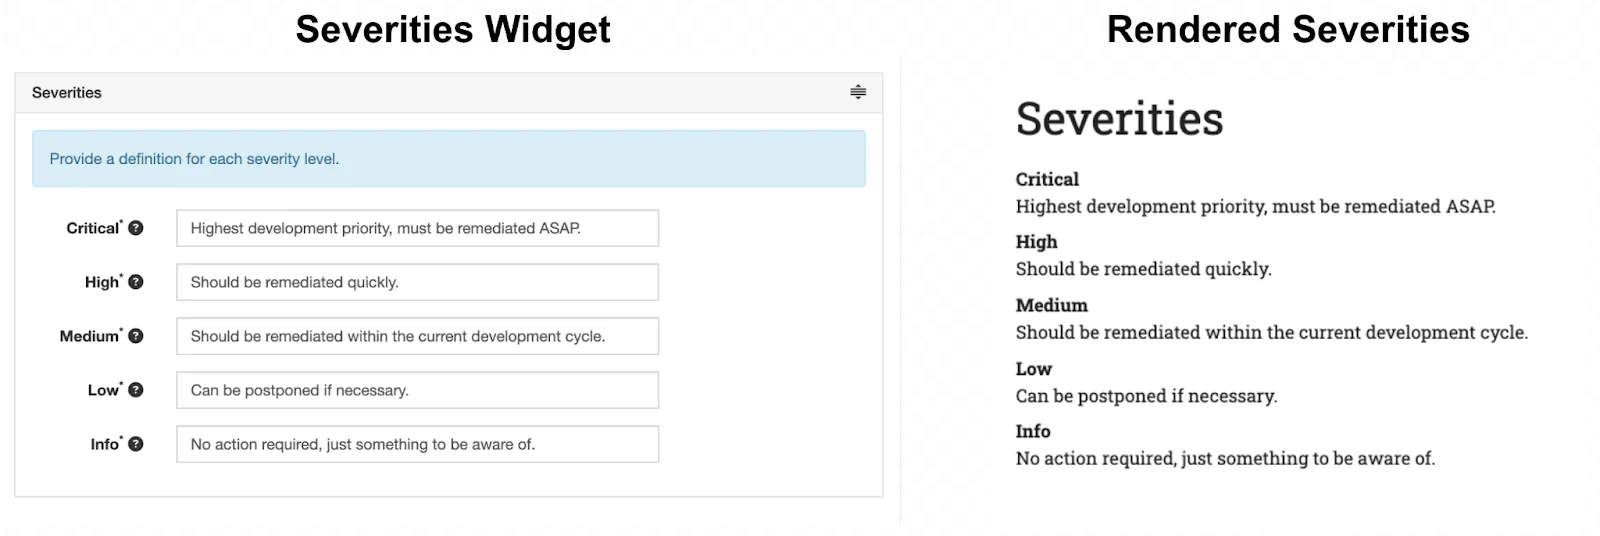 Severities Widget
Severities
Provide a definition for each severity level.
Critical* Highest development priority, must be remediated ASAP.
High* Should be remediated quickly.
Medium* Should be remediated within the current development cycle.
Low* Can be postponed if necessary.
Info* No action required, just something to be aware of.
Rendered Severities
Severities
Critical
Highest development priority, must be remediated ASAP.
High
Should be remediated quickly.
Medium
Should be remediated within the current development cycle.
Low
Can be postponed if necessary.
Info
No action required, just something to be aware of.